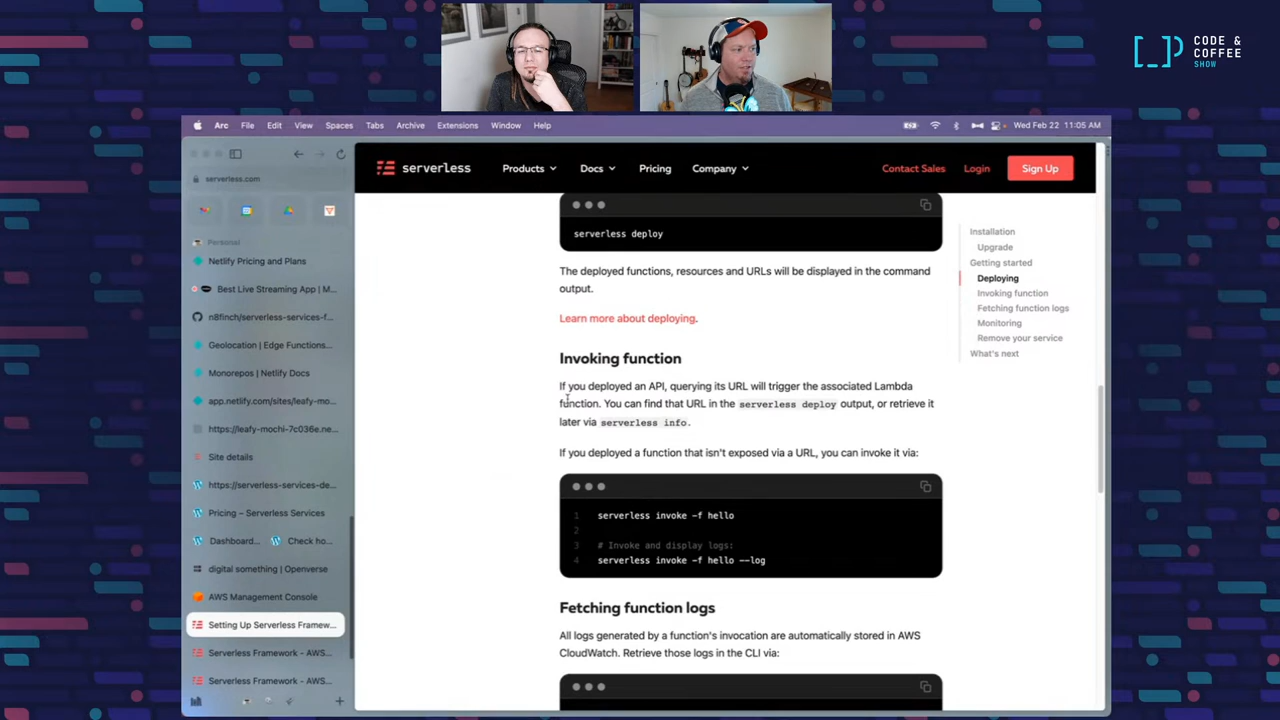 CODE &
COFFEE
SHOW
Arc File Edit View Spaces Tabs Archive Extensions Window Help
Wed Feb 22 11:05 AM
serverless.com
Personal
Netlify Pricing and Plans
Best Live Streaming App | M...
n8finch/serverless-services-f...
Geolocation | Edge Functions...
Monorepos | Netlify Docs
app.netlify.com/sites/leafy-mo...
https://leafy-mochi-7c036e.ne...
Site details
https://serverless-services-de...
Pricing – Serverless Services
Dashboard... Check ho...
digital something | Openverse
AWS Management Console
Setting Up Serverless Framew...
Serverless Framework - AWS...
Serverless Framework - AWS...
serverless
Products Docs Pricing Company
Contact Sales Login Sign Up
serverless deploy
The deployed functions, resources and URLs will be displayed in the command
output.
Learn more about deploying.
Invoking function
If you deployed an API, querying its URL will trigger the associated Lambda
function. You can find that URL in the serverless deploy output, or retrieve it
later via serverless info.
If you deployed a function that isn't exposed via a URL, you can invoke it via:
1 serverless invoke -f hello
2
3 # Invoke and display logs:
4 serverless invoke -f hello --log
Fetching function logs
All logs generated by a function's invocation are automatically stored in AWS
CloudWatch. Retrieve those logs in the CLI via:
Installation
Upgrade
Getting started
Deploying
Invoking function
Fetching function logs
Monitoring
Remove your service
What's next